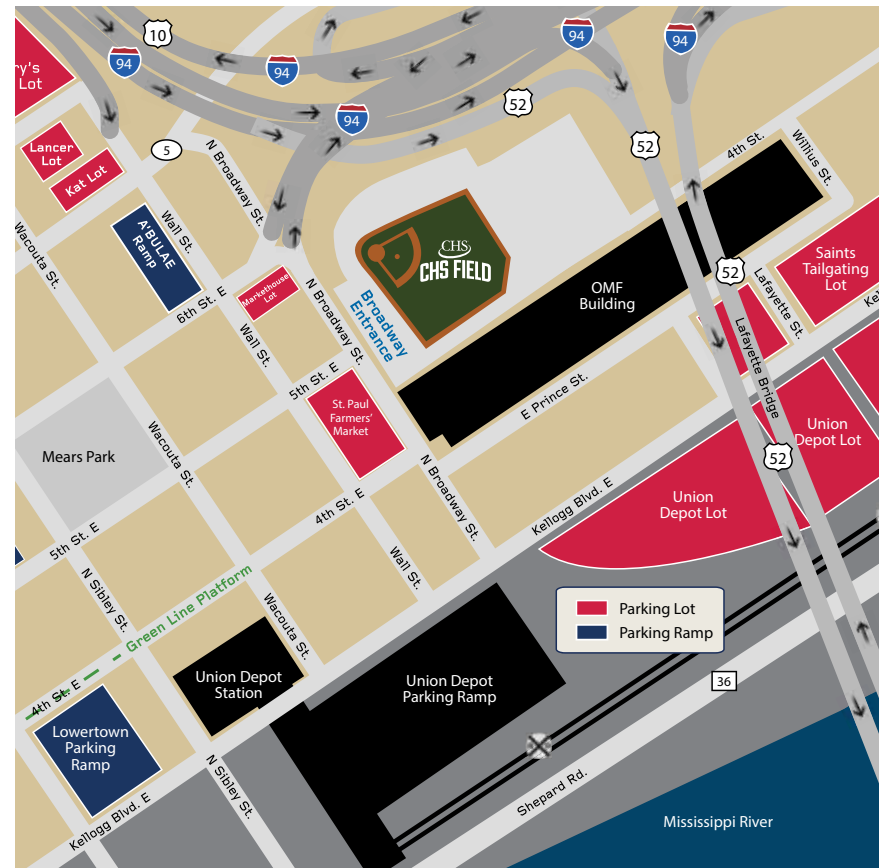 10
94
94
94
94
52
ry's
Lot
Lancer
Lot
Kat Lot
5
N Broadway St.
52
4th St.
Willius St.
Wacouta St.
A'BULAE
Ramp
Wall St.
CHS
CHS FIELD
OMF
Building
52
Saints
Tailgating
Lot
Lafayette St.
Ke
6th St. E
Markethouse
Lot
N Broadway St.
Broadway
Entrance
Wall St.
Lafayette Bridge
5th St. E
E Prince St.
St. Paul
Farmers'
Market
Union
Depot Lot
Mears Park
Wacouta St.
N Broadway St.
52
4th St. E
Kellogg Blvd. E
Union
Depot Lot
5th St. E
Wall St.
N Sibley St.
Green Line Platform
Wacouta St.
Parking Lot
Parking Ramp
Union Depot
Station
Union Depot
Parking Ramp
36
4th St. E
Lowertown
Parking
Ramp
N Sibley St.
Shepard Rd.
Kellogg Blvd. E
Mississippi River